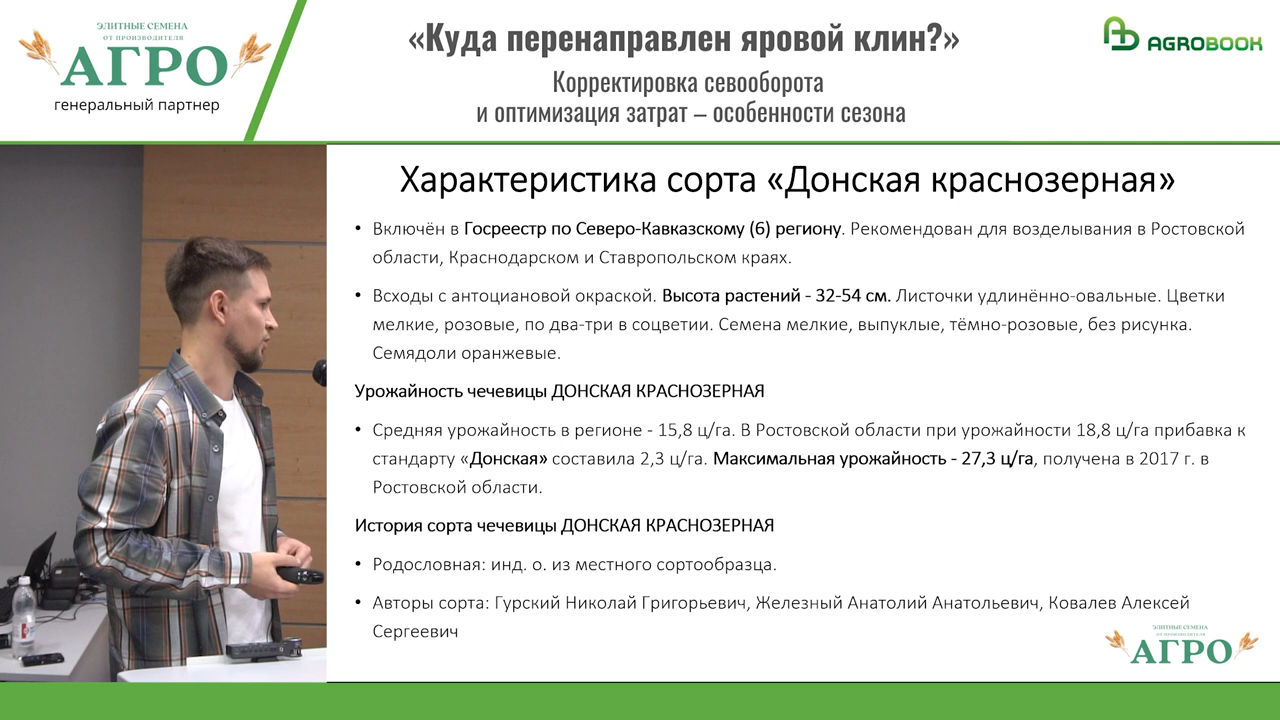 ЭЛИТНЫЕ СЕМЕНА
ОТ ПРОИЗВОДИТЕЛЯ
АГРО
генеральный партнер
«Куда перенаправлен яровой клин?»
Корректировка севооборота
и оптимизация затрат – особенности сезона
AGROBOOK
Характеристика сорта «Донская краснозерная»
• Включён в Госреестр по Северо-Кавказскому (6) региону. Рекомендован для возделывания в Ростовской
области, Краснодарском и Ставропольском краях.
• Всходы с антоциановой окраской. Высота растений - 32-54 см. Листочки удлинённо-овальные. Цветки
мелкие, розовые, по два-три в соцветии. Семена мелкие, выпуклые, тёмно-розовые, без рисунка.
Семядоли оранжевые.
Урожайность чечевицы ДОНСКАЯ КРАСНОЗЕРНАЯ
• Средняя урожайность в регионе - 15,8 ц/га. В Ростовской области при урожайности 18,8 ц/га прибавка к
стандарту «Донская» составила 2,3 ц/га. Максимальная урожайность - 27,3 ц/га, получена в 2017 г. в
Ростовской области.
История сорта чечевицы ДОНСКАЯ КРАСНОЗЕРНАЯ
• Родословная: инд. о. из местного сортообразца.
• Авторы сорта: Гурский Николай Григорьевич, Железный Анатолий Анатольевич, Ковалев Алексей
Сергеевич
ЭЛИТНЫЕ СЕМЕНА
ОТ ПРОИЗВОДИТЕЛЯ
АГРО